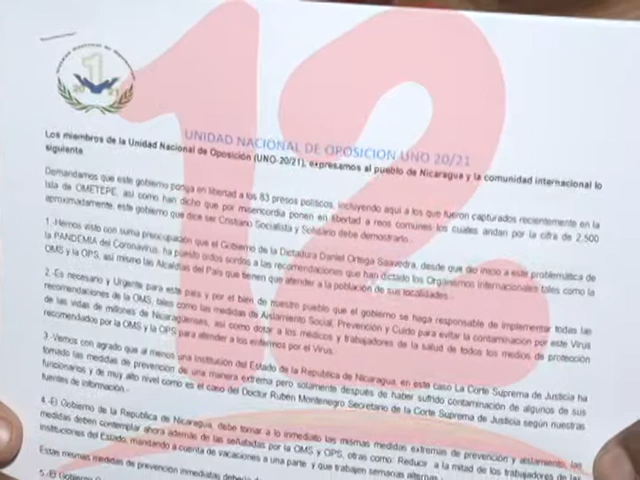 1
20 21
12
UNIDAD NACIONAL DE OPOSICION UNO 20/21
Los miembros de la Unidad Nacional de Oposición (UNO-20/21), expresamos al pueblo de Nicaragua y la comunidad internacional lo
siguiente
Demandamos que este gobierno ponga en libertad a los 83 presos políticos, incluyendo aquí a los que fueron capturados recientemente en la
Isla de OMETEPE, así como han dicho que por misericordia ponen en libertad a reos comunes los cuales andan por la cifra de 2,500
aproximadamente, este gobierno que dice ser Cristiano Socialista y Solidario debe demostrarlo.
1.-Hemos visto con suma preocupación que el Gobierno de la Dictadura Daniel Ortega Saavedra, desde que dio inicio a este problemática de
la PANDEMIA del Coronavirus, ha puesto oídos sordos a las recomendaciones que han dictado los Organismos Internacionales tales como la
OMS y la OPS, así mismo las Alcaldías del País que tienen que atender a la población de sus localidades.
2.-Es necesario y Urgente para este país y por el bien de nuestro pueblo que el gobierno se haga responsable de implementar todas las
recomendaciones de la OMS, tales como las medidas de Aislamiento Social, Prevención y Cuido para evitar la contaminación por este Virus
de las vidas de millones de Nicaragüenses, así como dotar a los médicos y trabajadores de la salud de todos los medios de protección
recomendados por la OMS y la OPS para atender a los enfermos por el Virus.
3.-Vemos con agrado que al menos una Institución del Estado de la Republica de Nicaragua, en este caso La Corte Suprema de Justicia ha
tomado las medidas de prevención de una manera extrema pero solamente después de haber sufrido contaminación de algunos de sus
funcionarios y de muy alto nivel como es el caso del Doctor Rubén Montenegro Secretario de la Corte Suprema de Justicia según nuestras
fuentes de información.-
4.-El Gobierno de la Republica de Nicaragua, debe tomar a lo inmediato las mismas medidas extremas de prevención y aislamiento, las
medidas deben contemplar ahora además de las señaladas por la OMS y OPS, otras como: Reducir a la mitad de los trabajadores de las
Instituciones del Estado, mandando a cuenta de vacaciones a una parte y que trabajen semanas alternas.
Estas mismas medidas de prevención inmediatas
5.-El Gobierno